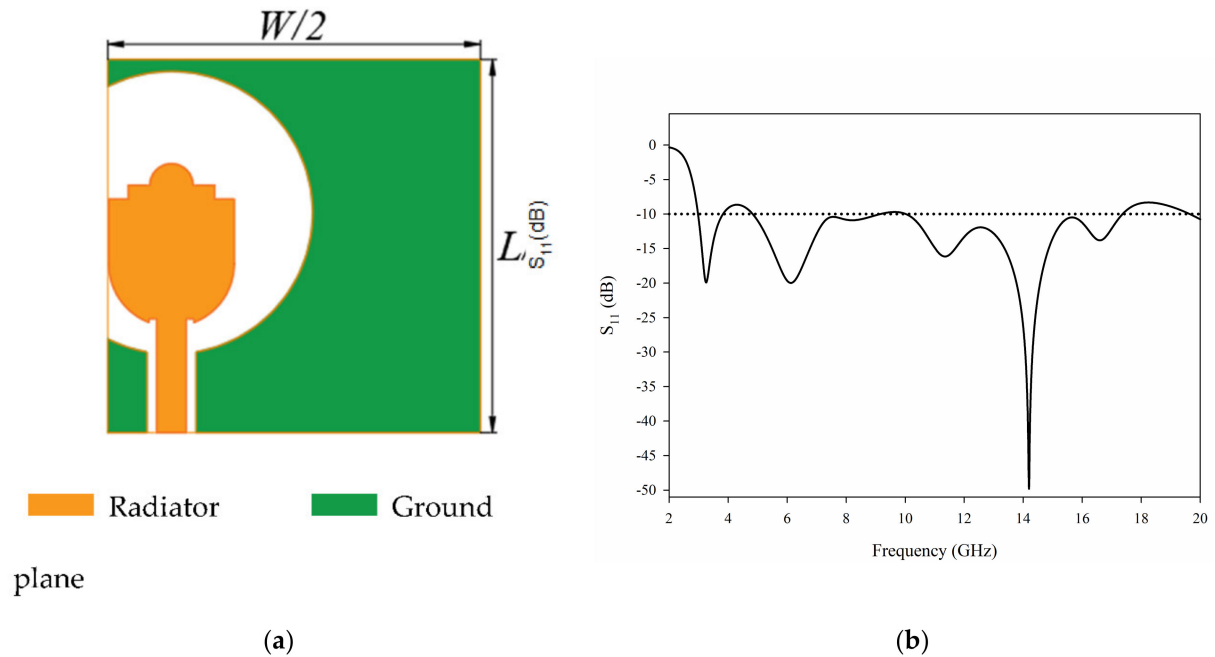 W/2
L/
S11(dB)
Radiator
Ground
plane
(a)
0
-5
-10
-15
-20
-25
-30
-35
-40
-45
-50
S11 (dB)
2 4 6 8 10 12 14 16 18 20
Frequency (GHz)
(b)